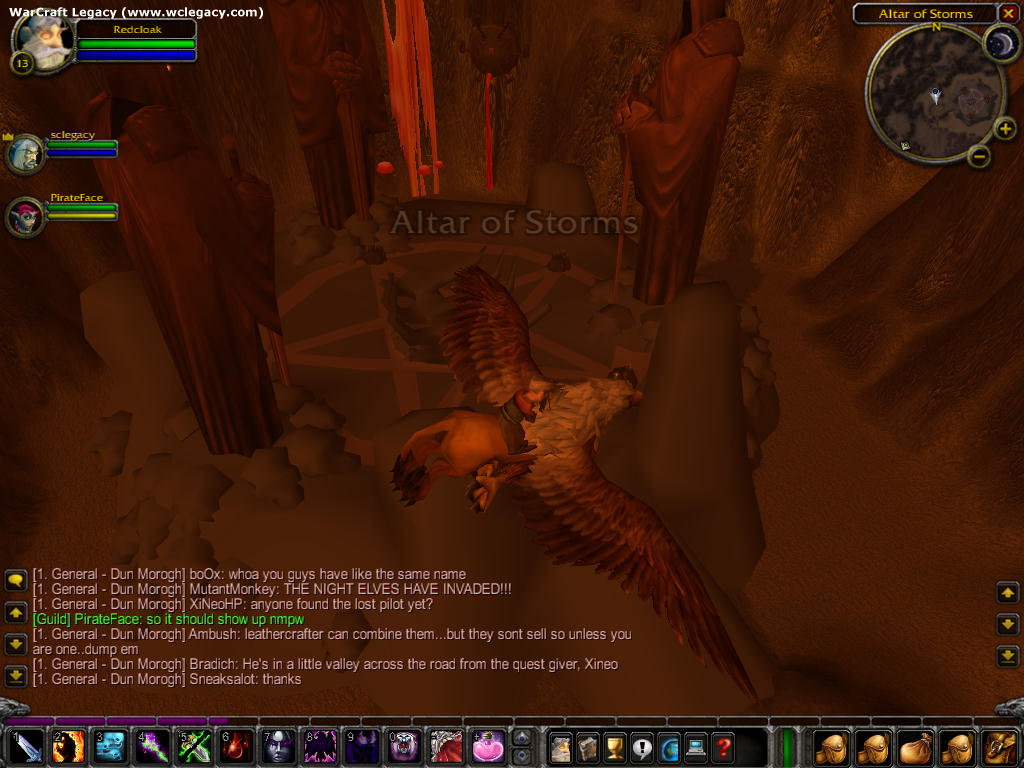 WarCraft Legacy (www.wclegacy.com)
Redcloak
13
Altar of Storms
N
sclegacy
PirateFace
Altar of Storms
[1. General - Dun Morogh] boOx: whoa you guys have like the same name
[1. General - Dun Morogh] MutantMonkey: THE NIGHT ELVES HAVE INVADED!!!
[1. General - Dun Morogh] XiNeoHP: anyone found the lost pilot yet?
[Guild] PirateFace: so it should show up nmpw
[1. General - Dun Morogh] Ambush: leathercrafter can combine them...but they sont sell so unless you
are one..dump em
[1. General - Dun Morogh] Bradich: He's in a little valley across the road from the quest giver, Xineo
[1. General - Dun Morogh] Sneaksalot: thanks
1 2 3 4 5 6 7 8 9 0 - =